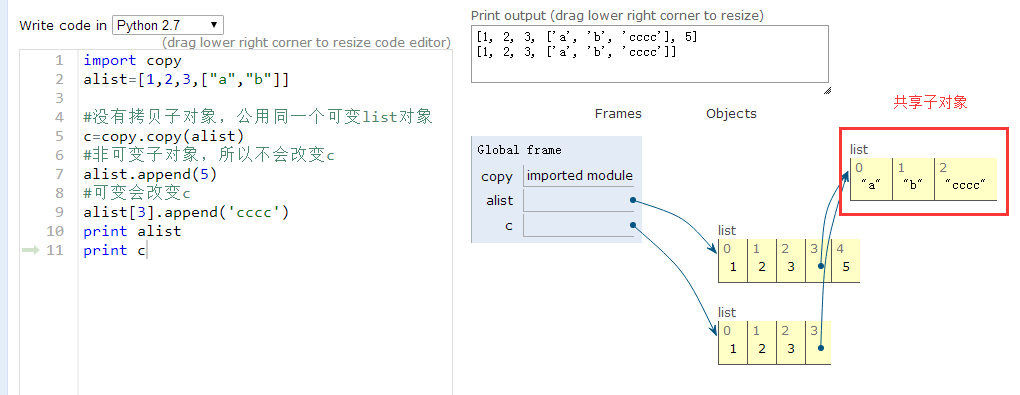 Write code in Python 2.7
(drag lower right corner to resize code editor)
1 import copy
2 alist=[1,2,3,["a","b"]]
3
4 #没有拷贝子对象，公用同一个可变list对象
5 c=copy.copy(alist)
6 #非可变子对象，所以不会改变c
7 alist.append(5)
8 #可变会改变c
9 alist[3].append('cccc')
10 print alist
11 print c
Print output (drag lower right corner to resize)
[1, 2, 3, ['a', 'b', 'cccc'], 5]
[1, 2, 3, ['a', 'b', 'cccc']]
Frames Objects
共享子对象
Global frame
copy imported module
alist
c
list
0 1 2
"a" "b" "cccc"
list
0 1 2 3 4
1 2 3 5
list
0 1 2 3
1 2 3